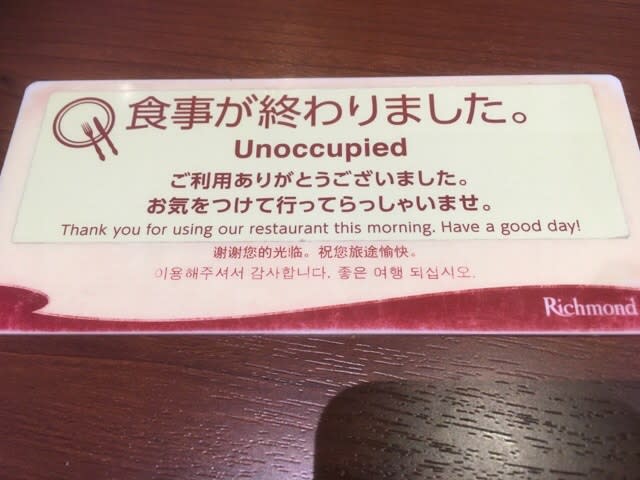 食事が終わりました。
Unoccupied
ご利用ありがとうございました。
お気をつけて行ってらっしゃいませ。
Thank you for using our restaurant this morning. Have a good day!
谢谢您的光临。祝您旅途愉快。
이용해주셔서 감사합니다. 좋은 여행 되십시오.
Richmond